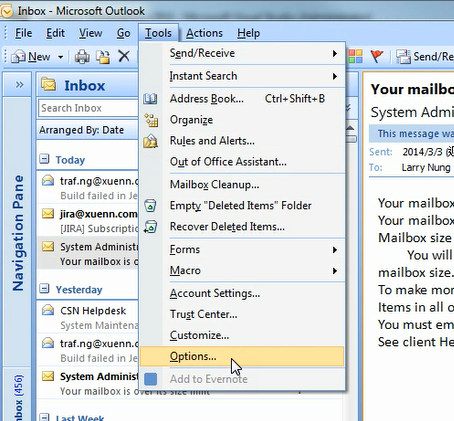 Inbox - Microsoft Outlook
File Edit View Go Tools Actions Help
New Send/Re
Send/Receive
Instant Search
Address Book... Ctrl+Shift+B
Organize
Rules and Alerts...
Out of Office Assistant...
Mailbox Cleanup...
Empty "Deleted Items" Folder
Recover Deleted Items...
Forms
Macro
Account Settings...
Trust Center...
Customize...
Options...
Add to Evernote
»
Navigation Pane
Inbox (456)
Inbox
Search Inbox
Arranged By: Date
Today
traf.ng@xuenn.com
Build failed in Je
jira@xuenn.com
[JIRA] Subscriptio
System Administr
Your mailbox is o
Yesterday
CSN Helpdesk
System Maintena
traf.ng@xuenn.c
Build failed in Jenk
System Administ
Your mailbox is over its size limit
Last Week
Your mailbo
System Admi
This message wa
Sent: 2014/3/3
To: Larry Nung
Your mailbox
Your mailbox
Mailbox size
You will
mailbox size.
To make mor
Items in all o
You must em
See client He